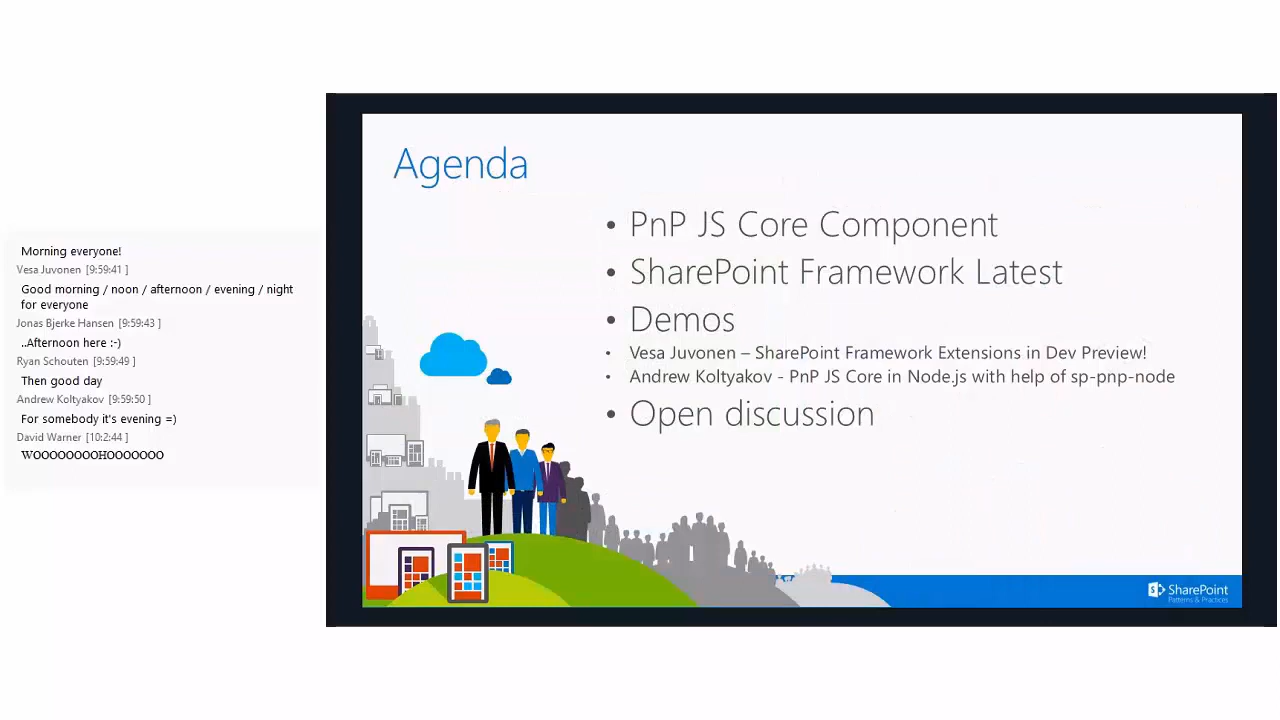 Morning everyone!
Vesa Juvonen [9:59:41 ]
Good morning / noon / afternoon / evening / night
for everyone
Jonas Bjerke Hansen [9:59:43 ]
..Afternoon here :-)
Ryan Schouten [9:59:49 ]
Then good day
Andrew Koltyakov [9:59:50 ]
For somebody it's evening =)
David Warner [10:2:44 ]
WOOOOOOOOHOOOOOOO
Agenda
• PnP JS Core Component
• SharePoint Framework Latest
• Demos
• Vesa Juvonen – SharePoint Framework Extensions in Dev Preview!
• Andrew Koltyakov - PnP JS Core in Node.js with help of sp-pnp-node
• Open discussion
SharePoint
Patterns & Practices